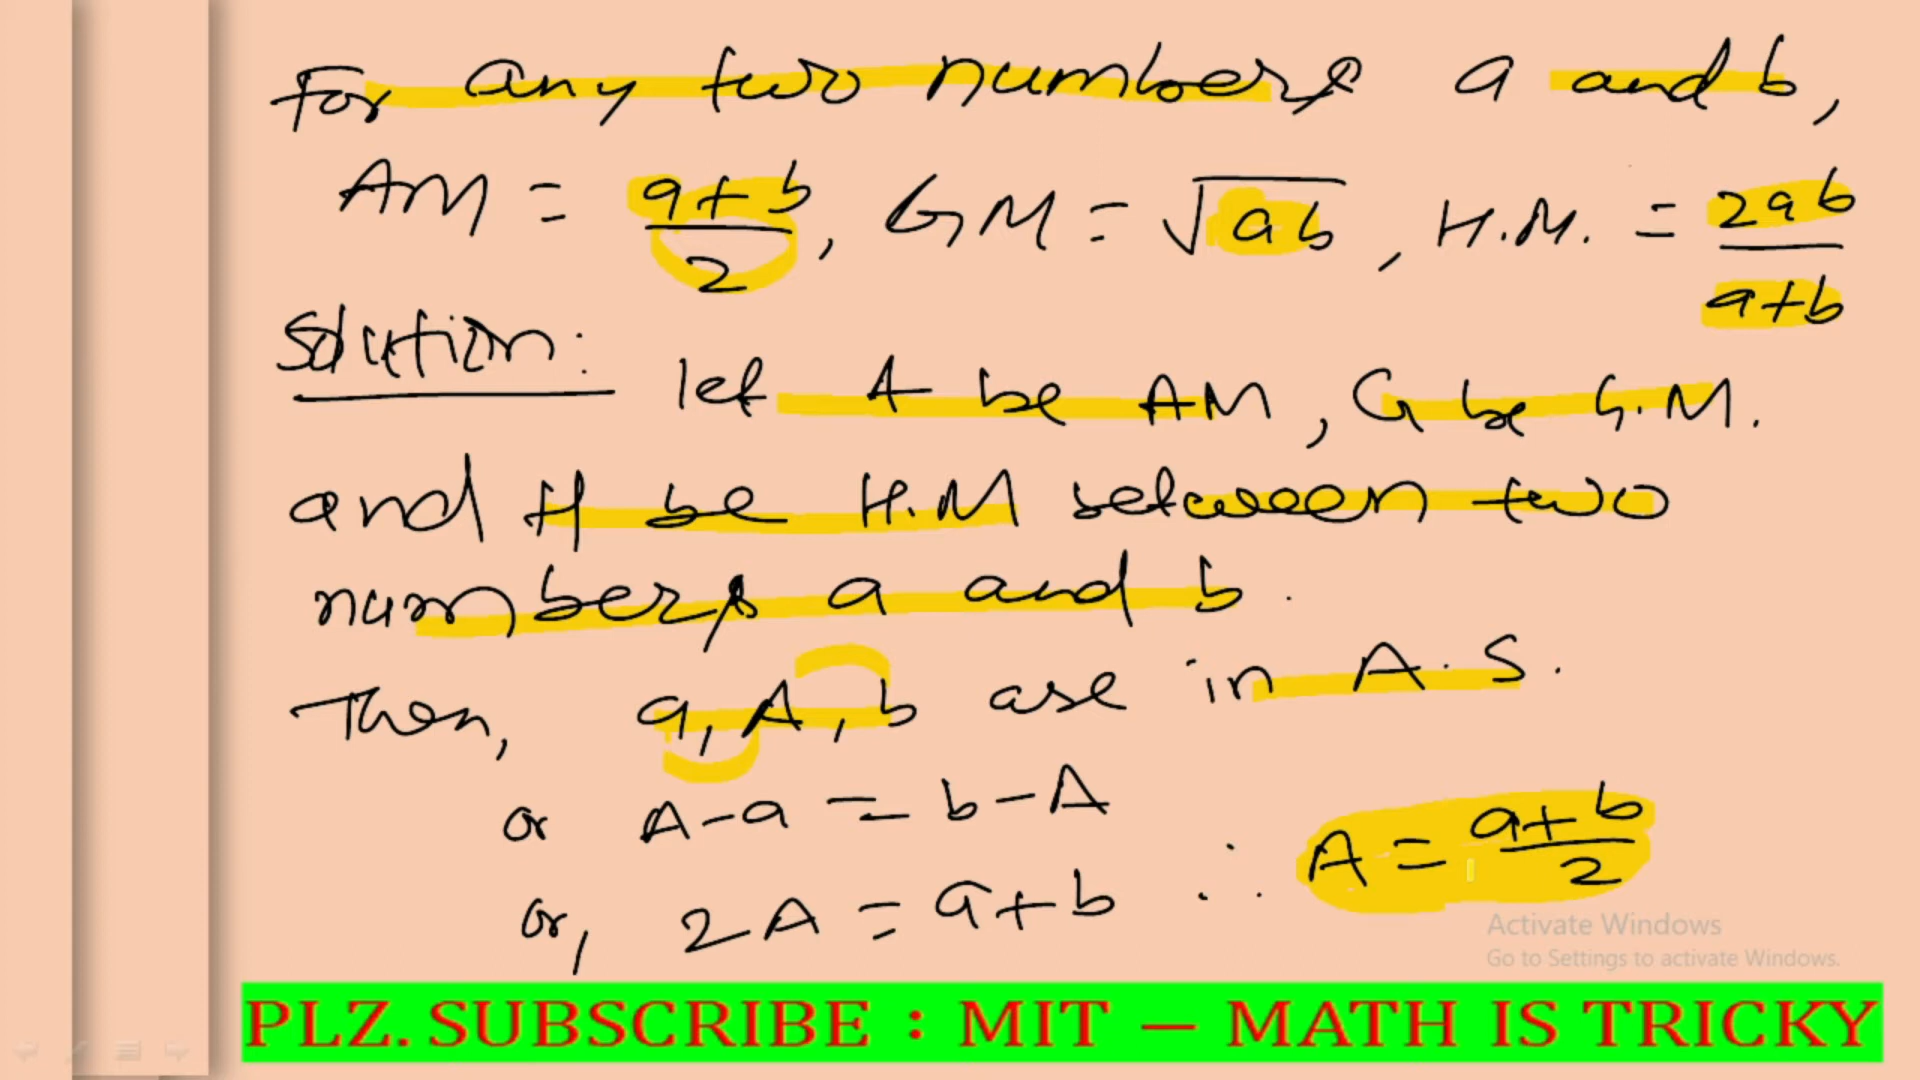 For any two numbers a and b,
AM = a+b/2, GM = √ab, H.M. = 2ab/a+b
Solution: let A be AM, G be G.M.
and H be H.M between two
numbers a and b.
Then, a, A, b are in A.S.
or A-a = b-A
or, 2A = a+b ∴ A = a+b/2
Activate Windows
Go to Settings to activate Windows.
PLZ. SUBSCRIBE : MIT – MATH IS TRICKY